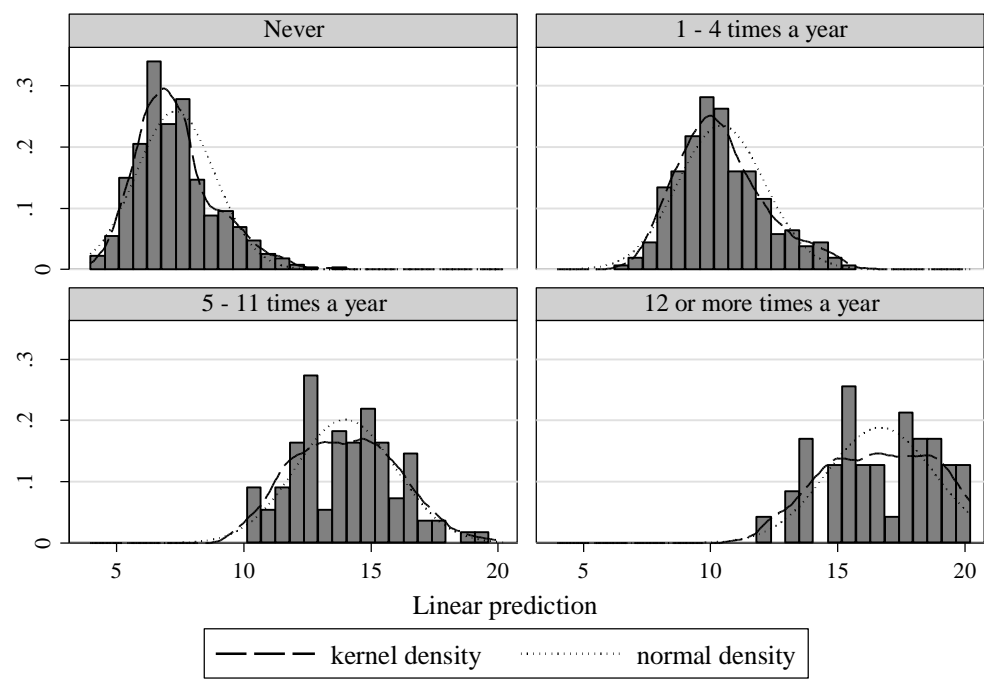 Never
1 - 4 times a year
.3
.2
.1
0
5 - 11 times a year
12 or more times a year
.3
.2
.1
0
5 10 15 20 5 10 15 20
Linear prediction
kernel density normal density